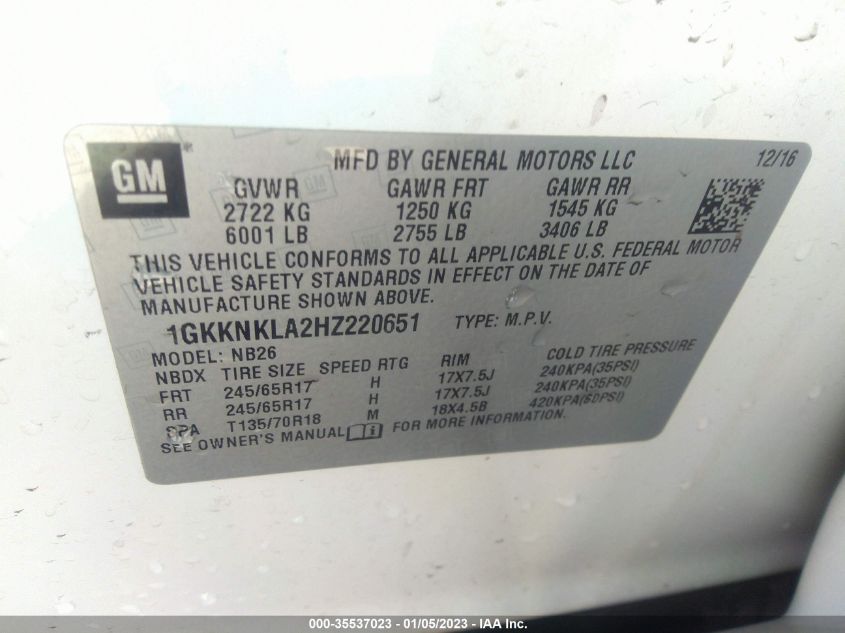 GM
MFD BY GENERAL MOTORS LLC 12/16
GVWR GAWR FRT GAWR RR
2722 KG 1250 KG 1545 KG
6001 LB 2755 LB 3406 LB
THIS VEHICLE CONFORMS TO ALL APPLICABLE U.S. FEDERAL MOTOR
VEHICLE SAFETY STANDARDS IN EFFECT ON THE DATE OF
MANUFACTURE SHOWN ABOVE.
1GKKNKLA2HZ220651 TYPE: M.P.V.
MODEL: NB26
NBDX TIRE SIZE SPEED RTG RIM COLD TIRE PRESSURE
FRT 245/65R17 H 17X7.5J 240KPA(35PSI)
RR 245/65R17 H 17X7.5J 240KPA(35PSI)
SPA T135/70R18 M 18X4.5B 420KPA(60PSI)
SEE OWNER'S MANUAL FOR MORE INFORMATION.
000-35537023 - 01/05/2023 - IAA Inc.